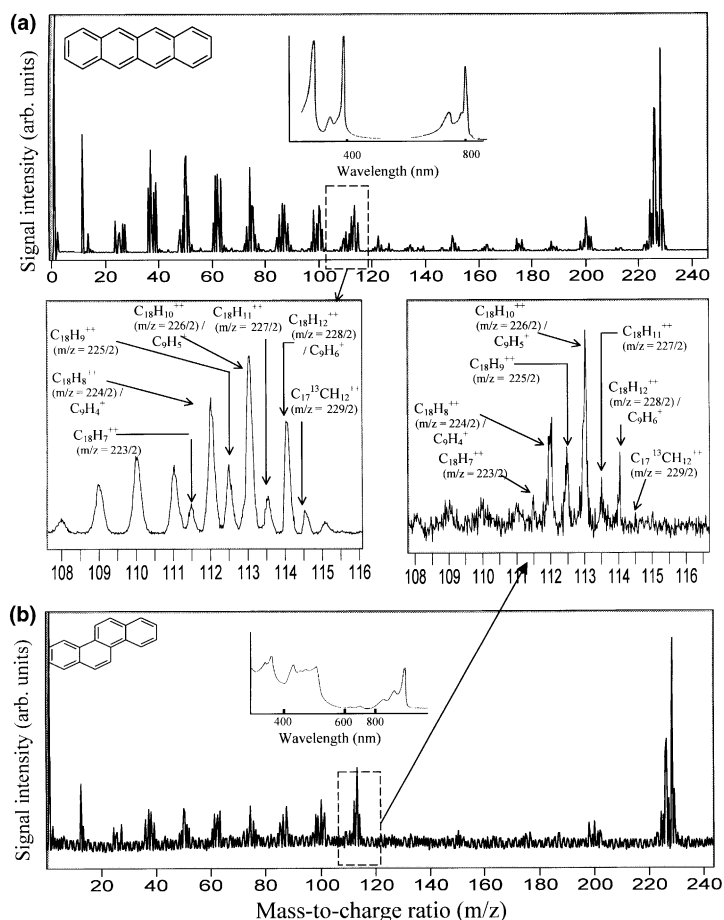 (a)
Signal intensity (arb. units)
400
800
Wavelength (nm)
0 20 40 60 80 100 120 140 160 180 200 220 240
C₁₈H₁₀⁺⁺
(m/z = 226/2) /
C₉H₅⁺
C₁₈H₁₁⁺⁺
(m/z = 227/2)
C₁₈H₁₂⁺⁺
(m/z = 228/2)
/ C₉H₆⁺
C₁₈H₉⁺⁺
(m/z = 225/2)
C₁₈H₈⁺⁺
(m/z = 224/2) /
C₉H₄⁺
C₁₇¹³CH₁₂⁺⁺
(m/z = 229/2)
C₁₈H₇⁺⁺
(m/z = 223/2)
108 109 110 111 112 113 114 115 116
C₁₈H₁₀⁺⁺
(m/z = 226/2) /
C₉H₅⁺
C₁₈H₁₁⁺⁺
(m/z = 227/2)
C₁₈H₉⁺⁺
(m/z = 225/2)
C₁₈H₁₂⁺⁺
(m/z = 228/2) /
C₉H₆⁺
C₁₈H₈⁺⁺
(m/z = 224/2) /
C₉H₄⁺
C₁₈H₇⁺⁺
(m/z = 223/2)
C₁₇¹³CH₁₂⁺⁺
(m/z = 229/2)
108 109 110 111 112 113 114 115 116
(b)
Signal intensity (arb. units)
400 600 800
Wavelength (nm)
20 40 60 80 100 120 140 160 180 200 220 240
Mass-to-charge ratio (m/z)